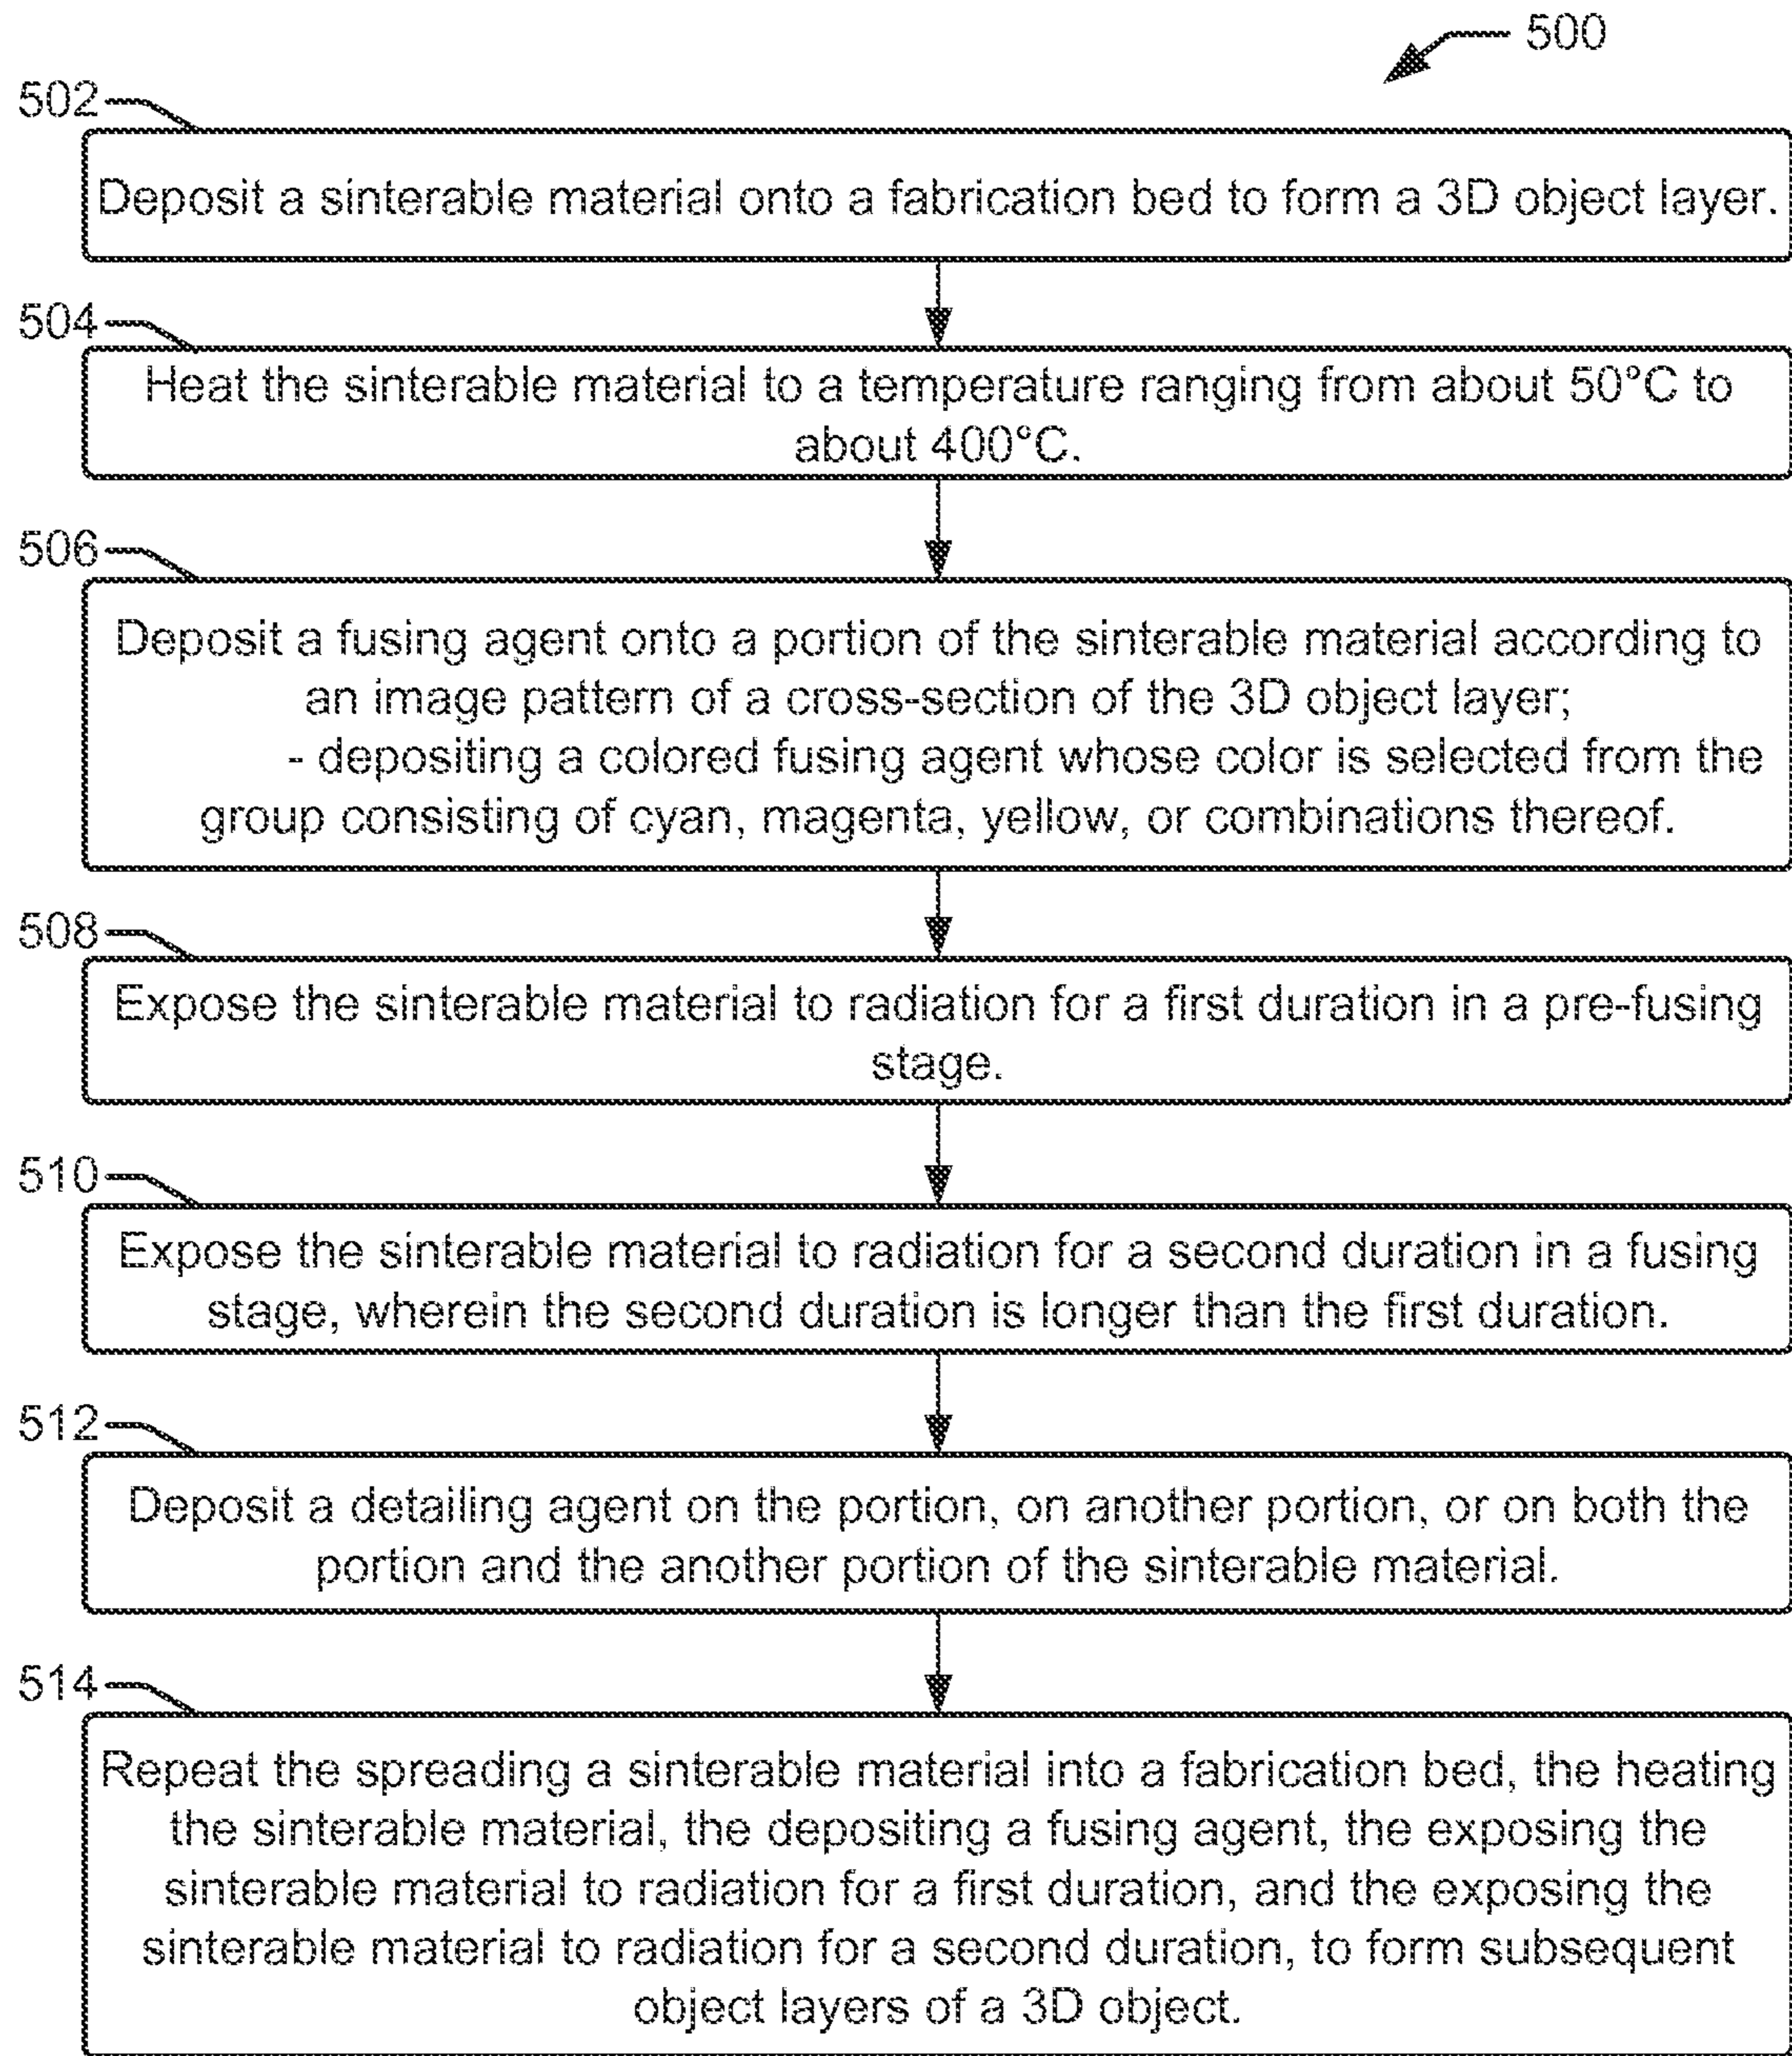 500
502
Deposit a sinterable material onto a fabrication bed to form a 3D object layer.
504
Heat the sinterable material to a temperature ranging from about 50°C to
about 400°C.
506
Deposit a fusing agent onto a portion of the sinterable material according to
an image pattern of a cross-section of the 3D object layer;
- depositing a colored fusing agent whose color is selected from the
group consisting of cyan, magenta, yellow, or combinations thereof.
508
Expose the sinterable material to radiation for a first duration in a pre-fusing
stage.
510
Expose the sinterable material to radiation for a second duration in a fusing
stage, wherein the second duration is longer than the first duration.
512
Deposit a detailing agent on the portion, on another portion, or on both the
portion and the another portion of the sinterable material.
514
Repeat the spreading a sinterable material into a fabrication bed, the heating
the sinterable material, the depositing a fusing agent, the exposing the
sinterable material to radiation for a first duration, and the exposing the
sinterable material to radiation for a second duration, to form subsequent
object layers of a 3D object.